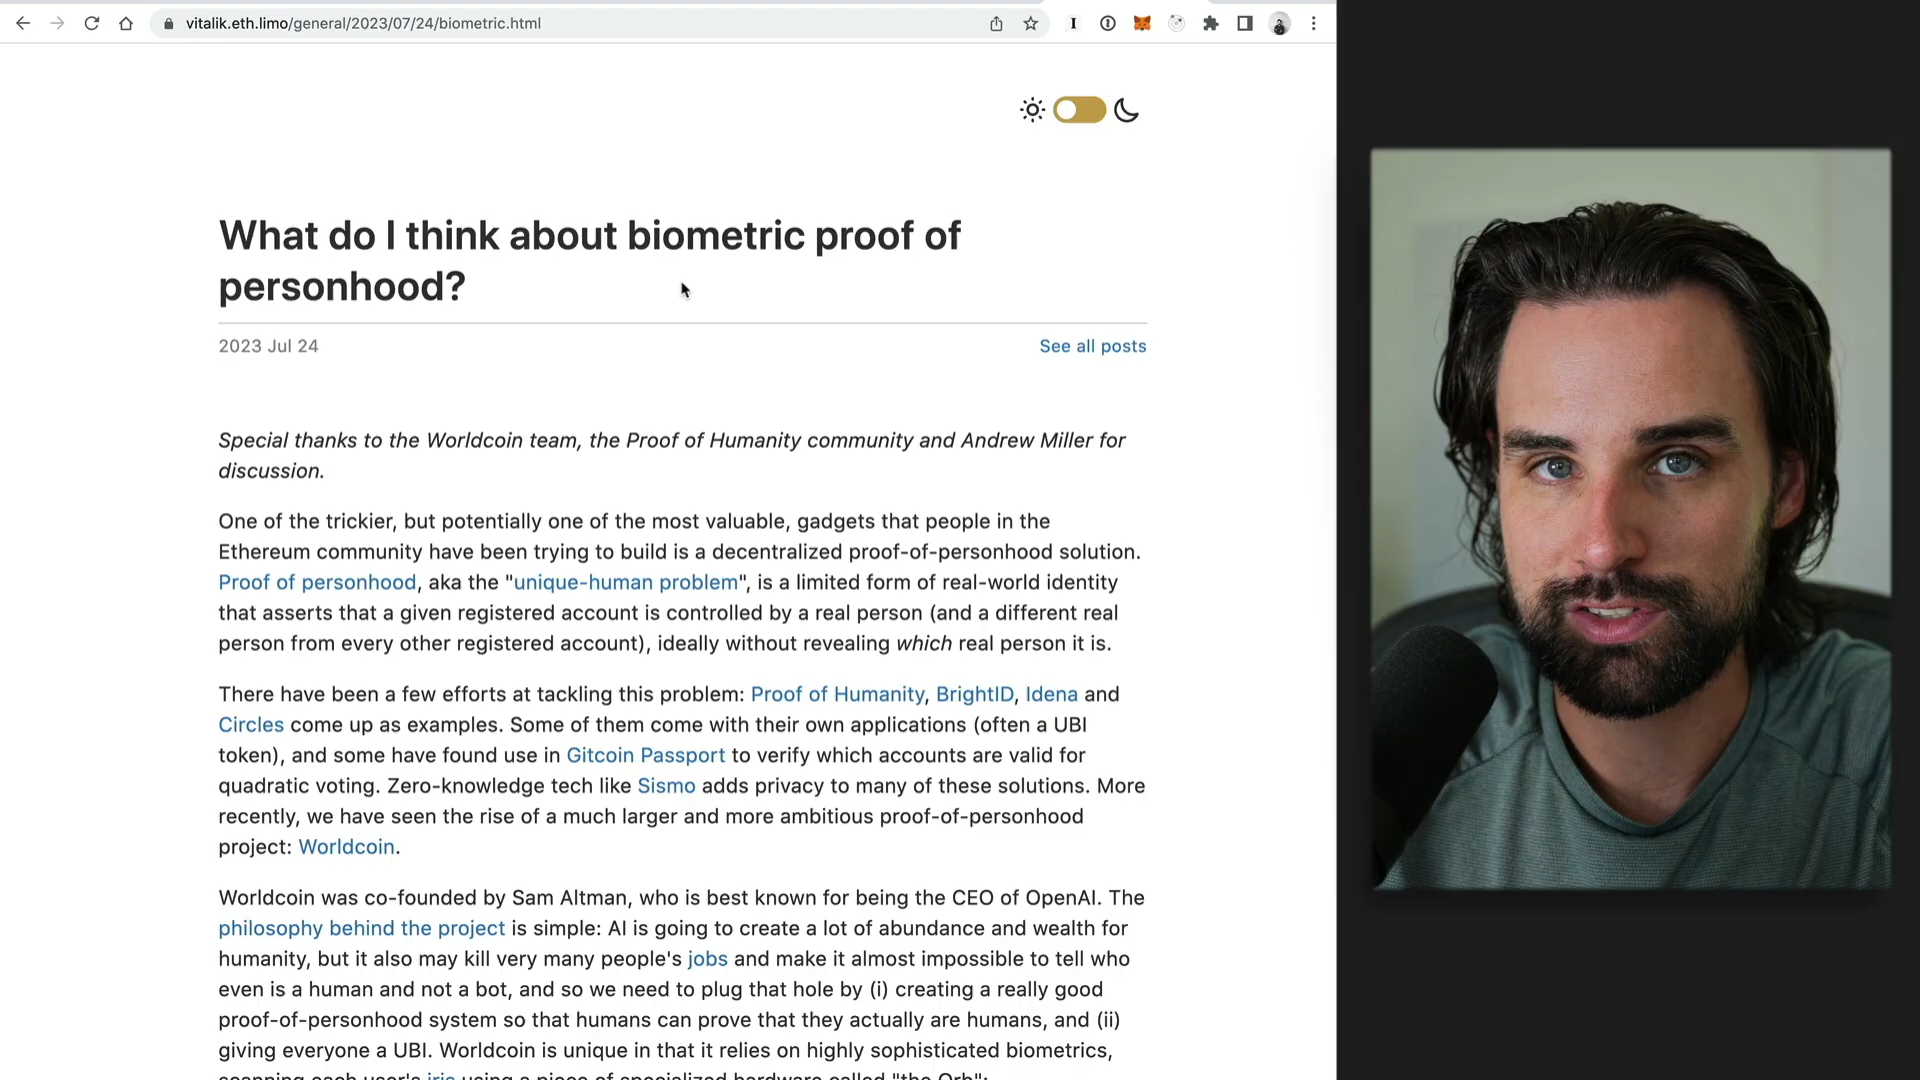 vitalik.eth.limo/general/2023/07/24/biometric.html
What do I think about biometric proof of
personhood?
2023 Jul 24
See all posts
Special thanks to the Worldcoin team, the Proof of Humanity community and Andrew Miller for
discussion.
One of the trickier, but potentially one of the most valuable, gadgets that people in the
Ethereum community have been trying to build is a decentralized proof-of-personhood solution.
Proof of personhood, aka the "unique-human problem", is a limited form of real-world identity
that asserts that a given registered account is controlled by a real person (and a different real
person from every other registered account), ideally without revealing which real person it is.
There have been a few efforts at tackling this problem: Proof of Humanity, BrightID, Idena and
Circles come up as examples. Some of them come with their own applications (often a UBI
token), and some have found use in Gitcoin Passport to verify which accounts are valid for
quadratic voting. Zero-knowledge tech like Sismo adds privacy to many of these solutions. More
recently, we have seen the rise of a much larger and more ambitious proof-of-personhood
project: Worldcoin.
Worldcoin was co-founded by Sam Altman, who is best known for being the CEO of OpenAI. The
philosophy behind the project is simple: AI is going to create a lot of abundance and wealth for
humanity, but it also may kill very many people's jobs and make it almost impossible to tell who
even is a human and not a bot, and so we need to plug that hole by (i) creating a really good
proof-of-personhood system so that humans can prove that they actually are humans, and (ii)
giving everyone a UBI. Worldcoin is unique in that it relies on highly sophisticated biometrics,
scanning each user's iris using a piece of specialized hardware called "the Orb":